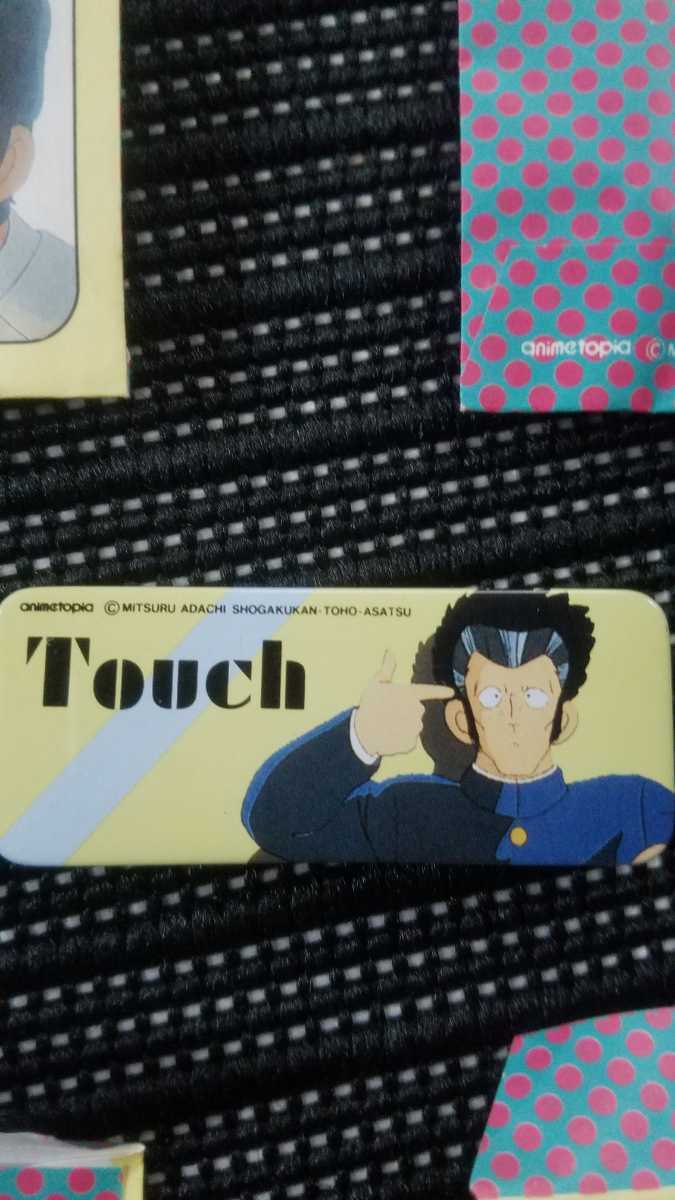 animetopia © M
animetopia © MITSURU ADACHI SHOGAKUKAN-TOHO-ASATSU
Touch